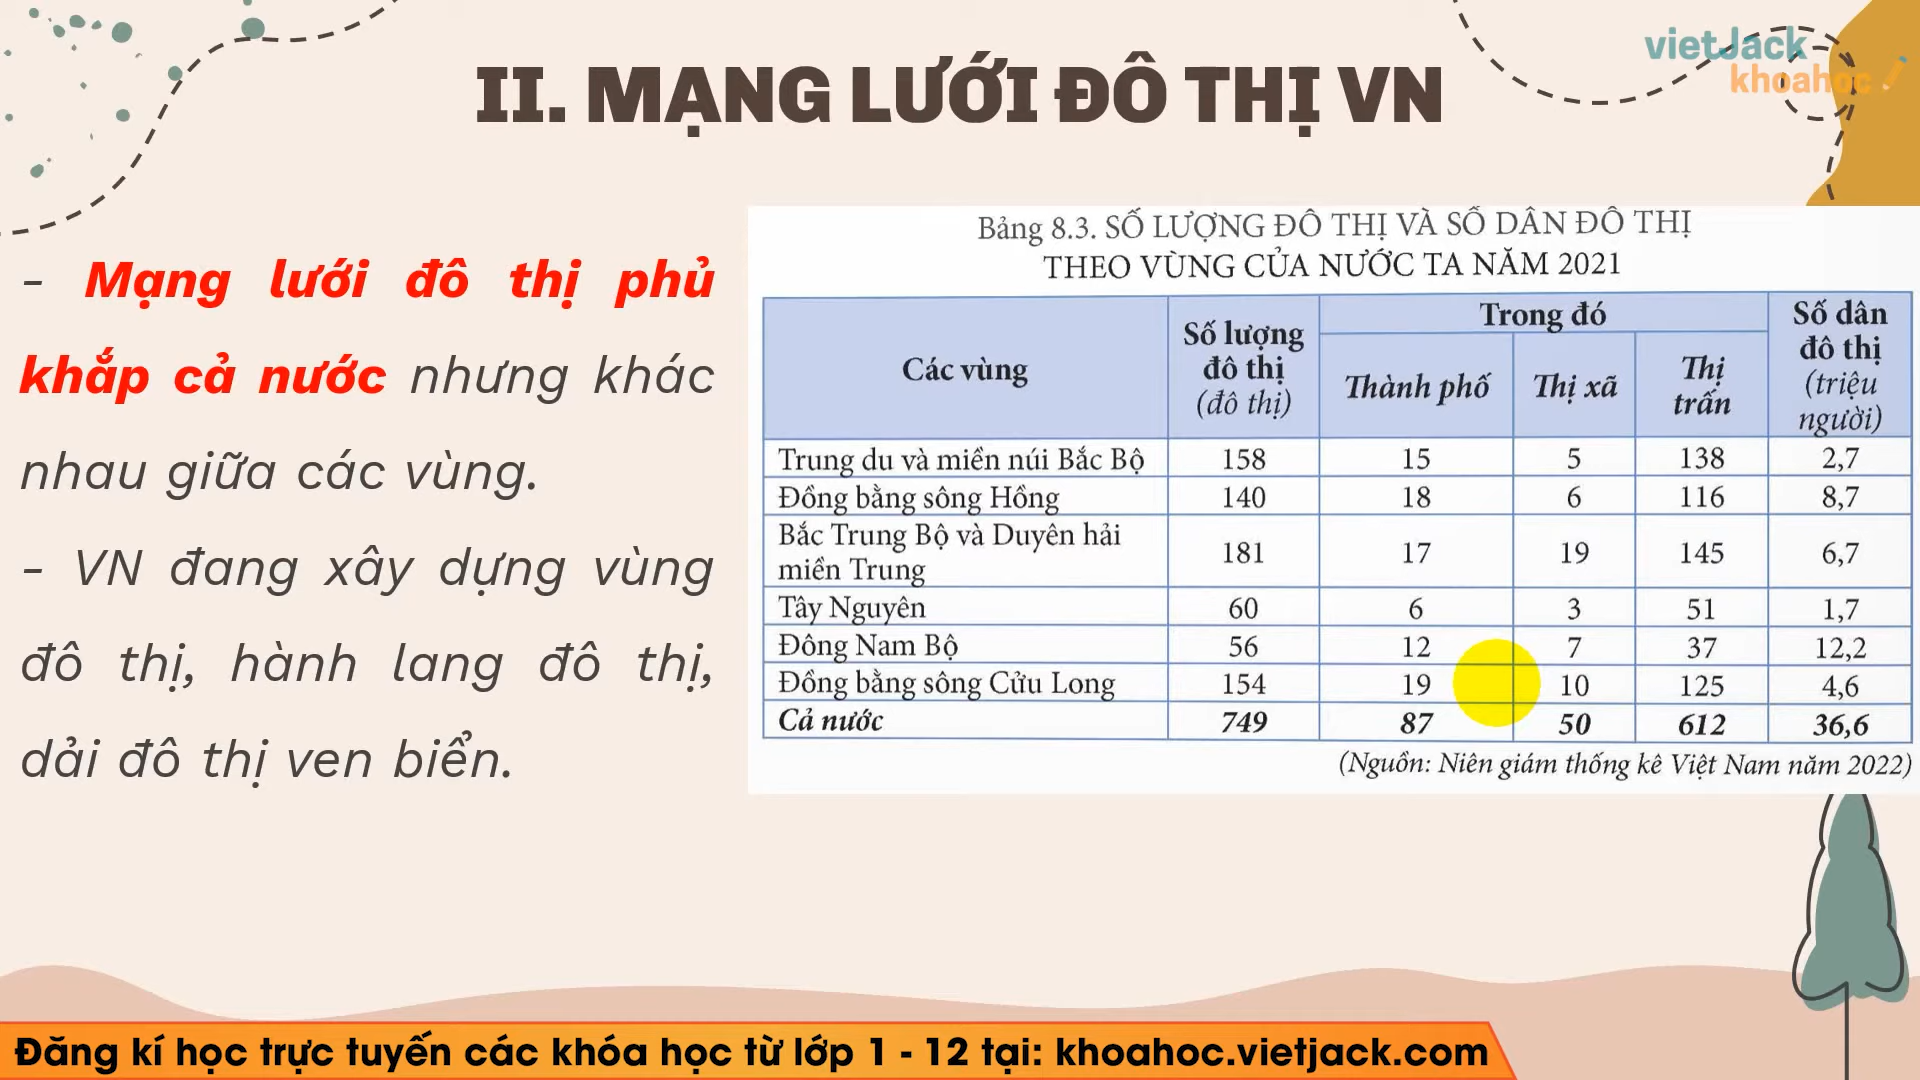 vietJack
khoahoc
II. MẠNG LƯỚI ĐÔ THỊ VN
- Mạng lưới đô thị phủ
khắp cả nước nhưng khác
nhau giữa các vùng.
- VN đang xây dựng vùng
đô thị, hành lang đô thị,
dải đô thị ven biển.
Bảng 8.3. SỐ LƯỢNG ĐÔ THỊ VÀ SỐ DÂN ĐÔ THỊ
THEO VÙNG CỦA NƯỚC TA NĂM 2021
Các vùng
Số lượng
đô thị
(đô thị)
Trong đó
Thành phố
Thị xã
Thị
trấn
Số dân
đô thị
(triệu
người)
Trung du và miền núi Bắc Bộ 158 15 5 138 2,7
Đồng bằng sông Hồng 140 18 6 116 8,7
Bắc Trung Bộ và Duyên hải
miền Trung 181 17 19 145 6,7
Tây Nguyên 60 6 3 51 1,7
Đông Nam Bộ 56 12 7 37 12,2
Đồng bằng sông Cửu Long 154 19 10 125 4,6
Cả nước 749 87 50 612 36,6
(Nguồn: Niên giám thống kê Việt Nam năm 2022)
Đăng kí học trực tuyến các khóa học từ lớp 1 - 12 tại: khoahoc.vietjack.com